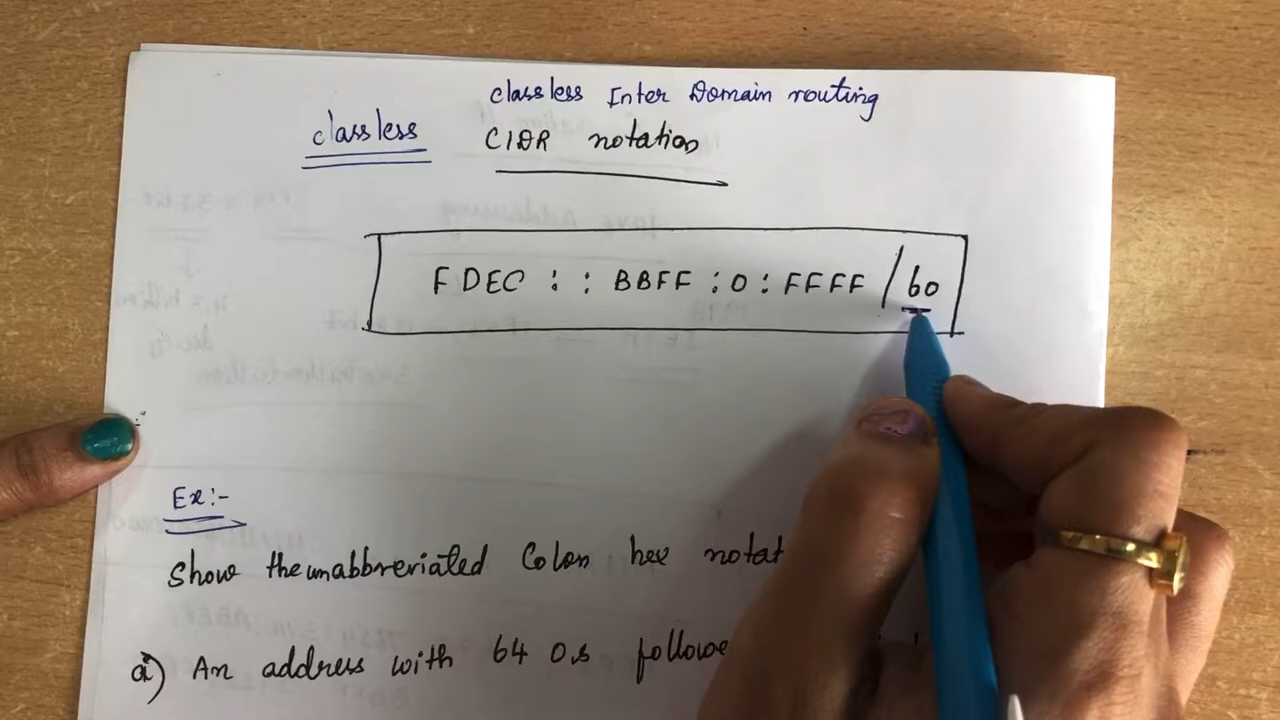 classless Inter Domain routing
classless CIDR notation
FDEC : : BBFF : 0 : FFFF / 60
Ex:-
Show the unabbreviated Colon hex notat
a) An address with 64 0s followe